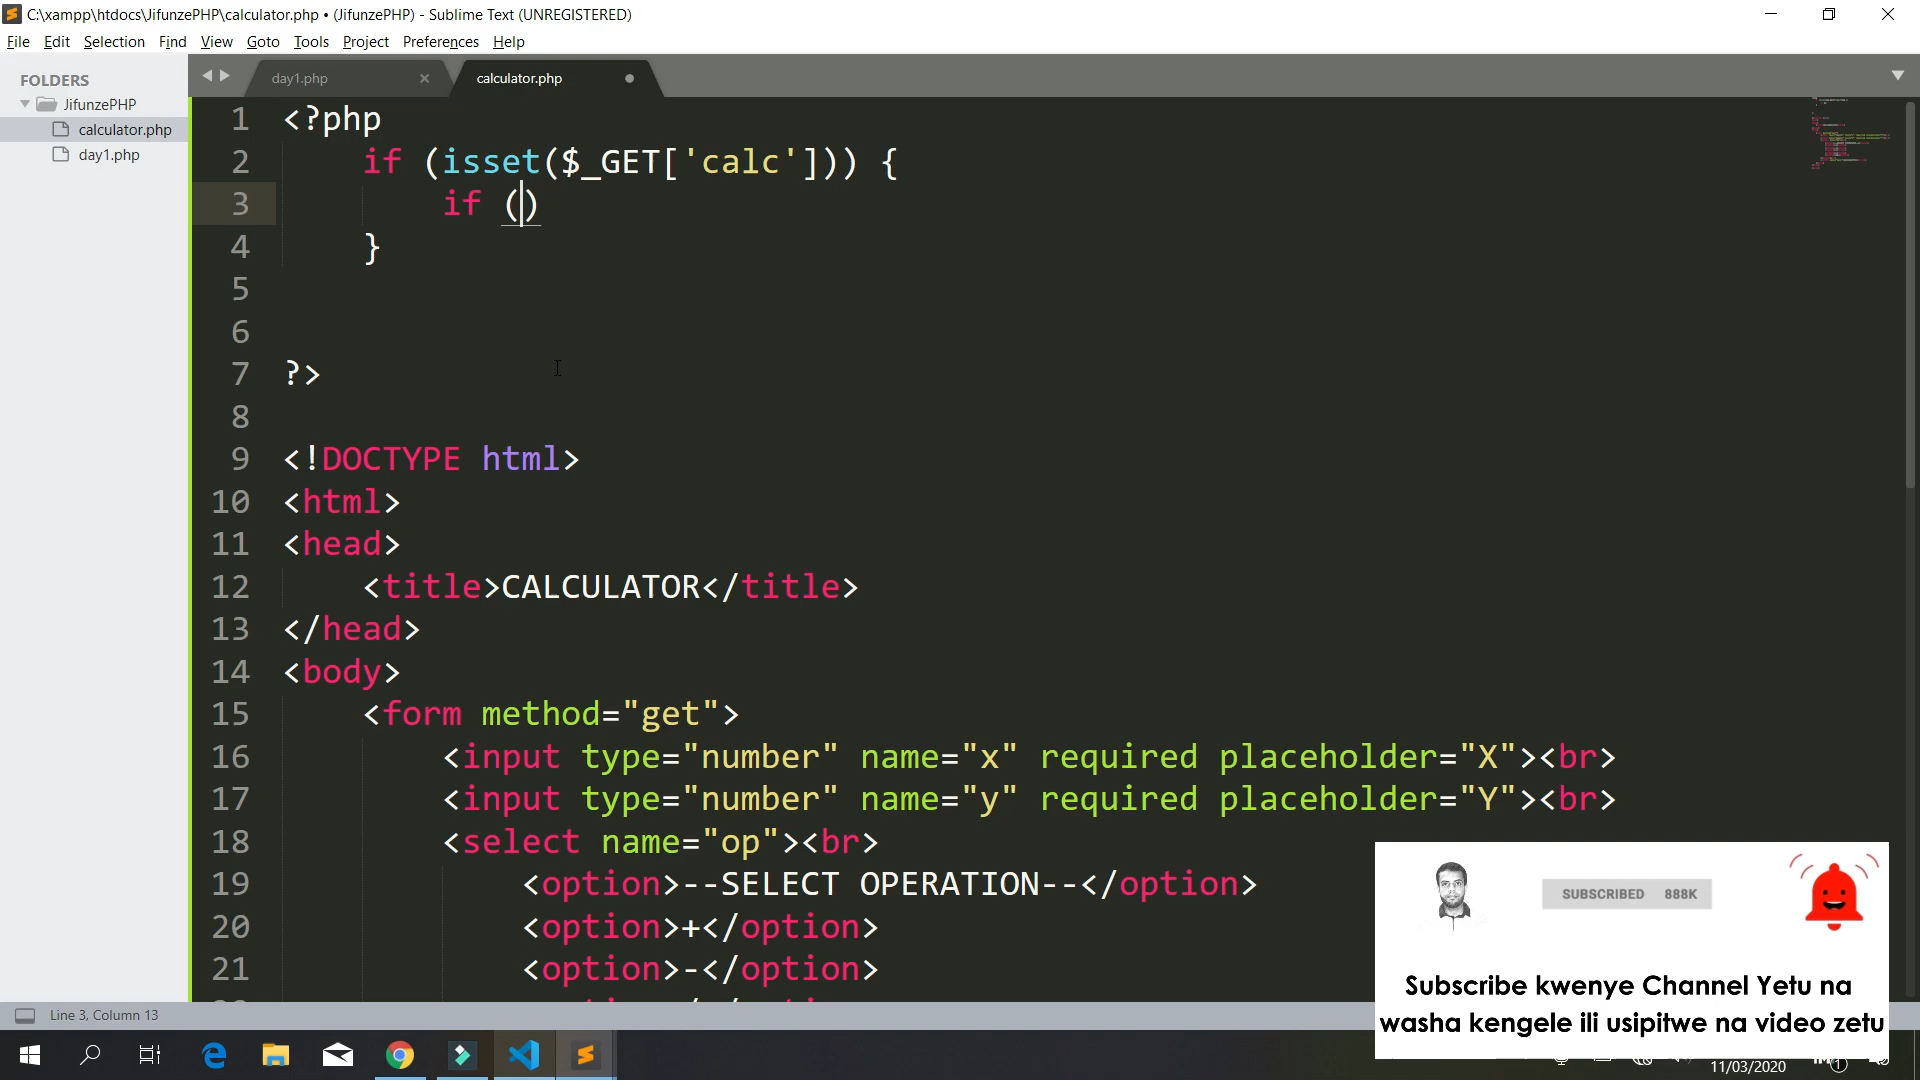 C:\xampp\htdocs\JifunzePHP\calculator.php • (JifunzePHP) - Sublime Text (UNREGISTERED)
File Edit Selection Find View Goto Tools Project Preferences Help
FOLDERS
JifunzePHP
calculator.php
day1.php
day1.php
calculator.php
1 <?php
2 if (isset($_GET['calc'])) {
3 if ()
4 }
5
6
7 ?>
8
9 <!DOCTYPE html>
10 <html>
11 <head>
12 <title>CALCULATOR</title>
13 </head>
14 <body>
15 <form method="get">
16 <input type="number" name="x" required placeholder="X"><br>
17 <input type="number" name="y" required placeholder="Y"><br>
18 <select name="op"><br>
19 <option>--SELECT OPERATION--</option>
20 <option>+</option>
21 <option>-</option>
SUBSCRIBED 888K
Subscribe kwenye Channel Yetu na
washa kengele ili usipitwe na video zetu
Line 3, Column 13
11/03/2020
1